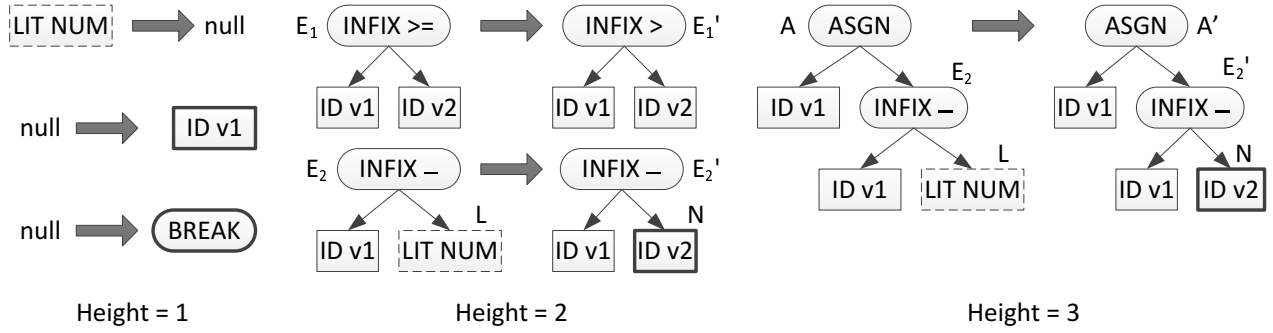 LIT NUM null
null ID v1
null BREAK
Height = 1
E1 INFIX >= INFIX > E1'
ID v1 ID v2 ID v1 ID v2
E2 INFIX – INFIX – E2'
L N
ID v1 LIT NUM ID v1 ID v2
Height = 2
A ASGN ASGN A’
E2 E2'
ID v1 INFIX – ID v1 INFIX –
L N
ID v1 LIT NUM ID v1 ID v2
Height = 3